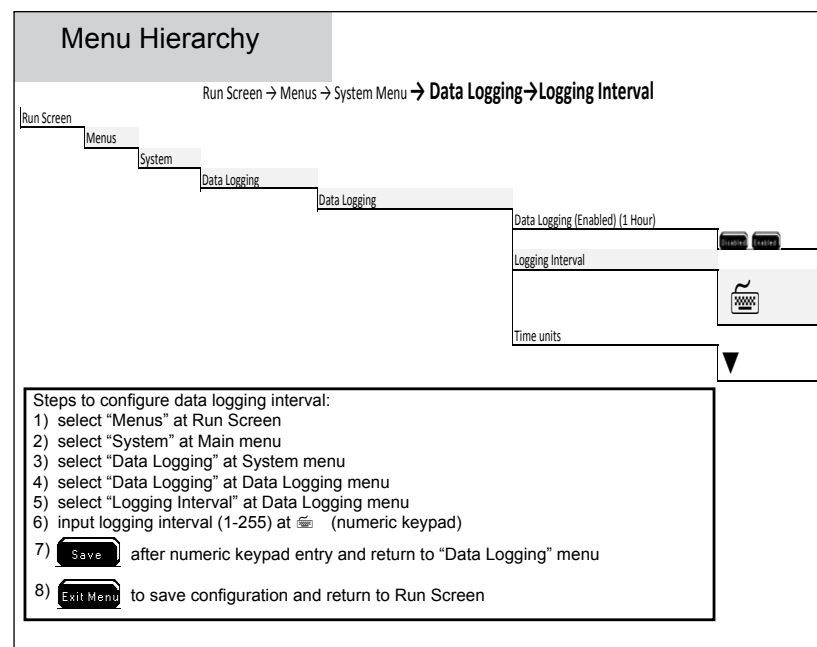 Menu Hierarchy
Run Screen → Menus → System Menu → Data Logging→Logging Interval
Run Screen
Menus
System
Data Logging
Data Logging
Data Logging (Enabled) (1 Hour)
Disabled Enabled
Logging Interval
Time units
Steps to configure data logging interval:
1) select “Menus” at Run Screen
2) select “System” at Main menu
3) select “Data Logging” at System menu
4) select “Data Logging” at Data Logging menu
5) select “Logging Interval” at Data Logging menu
6) input logging interval (1-255) at (numeric keypad)
7) Save after numeric keypad entry and return to “Data Logging” menu
8) Exit Menu to save configuration and return to Run Screen